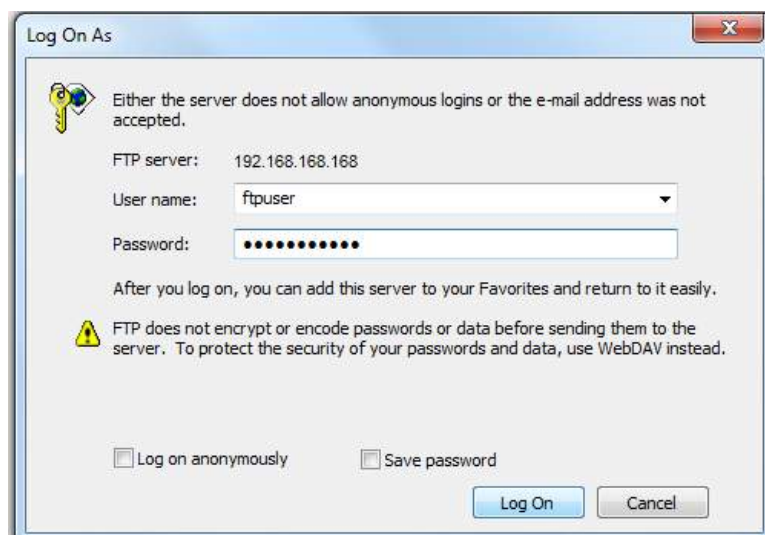 Log On As
Either the server does not allow anonymous logins or the e-mail address was not
accepted.
FTP server: 192.168.168.168
User name: ftpuser
Password: •••••••••••
After you log on, you can add this server to your Favorites and return to it easily.
FTP does not encrypt or encode passwords or data before sending them to the
server. To protect the security of your passwords and data, use WebDAV instead.
Log on anonymously Save password
Log On Cancel